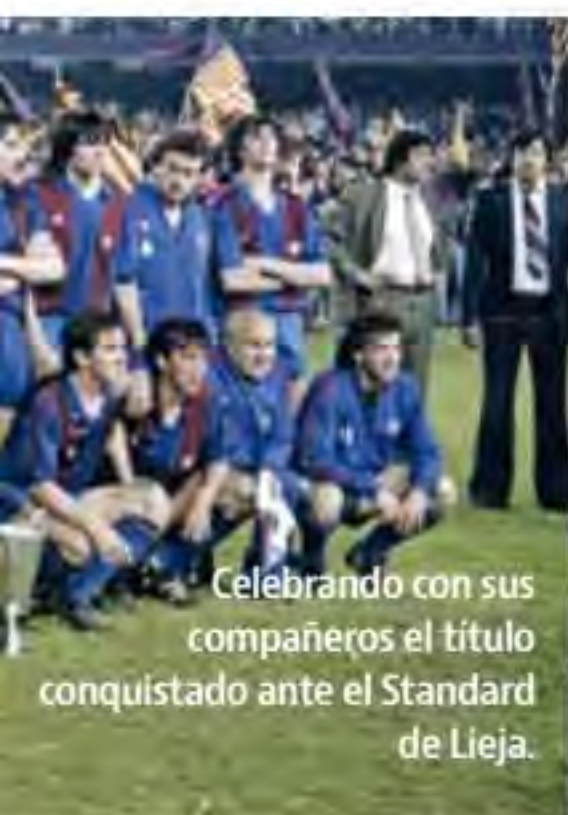 Celebrando con sus
compañeros el título
conquistado ante el Standard
de Lieja.